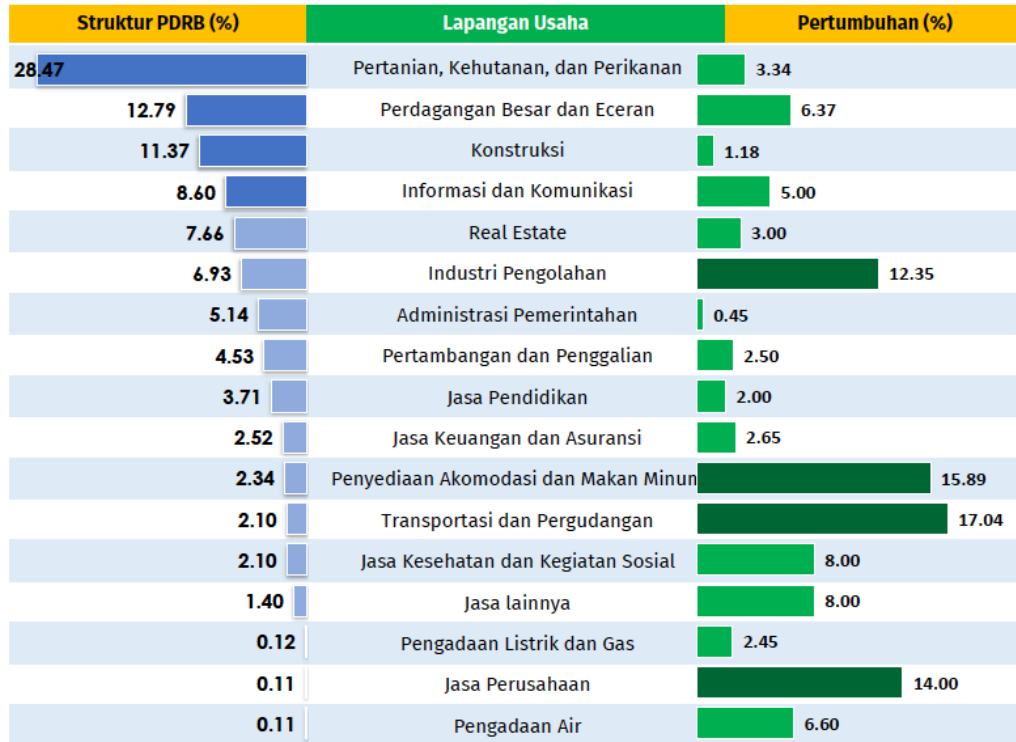 Struktur PDRB (%) Lapangan Usaha Pertumbuhan (%)
28.47 Pertanian, Kehutanan, dan Perikanan 3.34
12.79 Perdagangan Besar dan Eceran 6.37
11.37 Konstruksi 1.18
8.60 Informasi dan Komunikasi 5.00
7.66 Real Estate 3.00
6.93 Industri Pengolahan 12.35
5.14 Administrasi Pemerintahan 0.45
4.53 Pertambangan dan Penggalian 2.50
3.71 Jasa Pendidikan 2.00
2.52 Jasa Keuangan dan Asuransi 2.65
2.34 Penyediaan Akomodasi dan Makan Minun 15.89
2.10 Transportasi dan Pergudangan 17.04
2.10 Jasa Kesehatan dan Kegiatan Sosial 8.00
1.40 Jasa lainnya 8.00
0.12 Pengadaan Listrik dan Gas 2.45
0.11 Jasa Perusahaan 14.00
0.11 Pengadaan Air 6.60